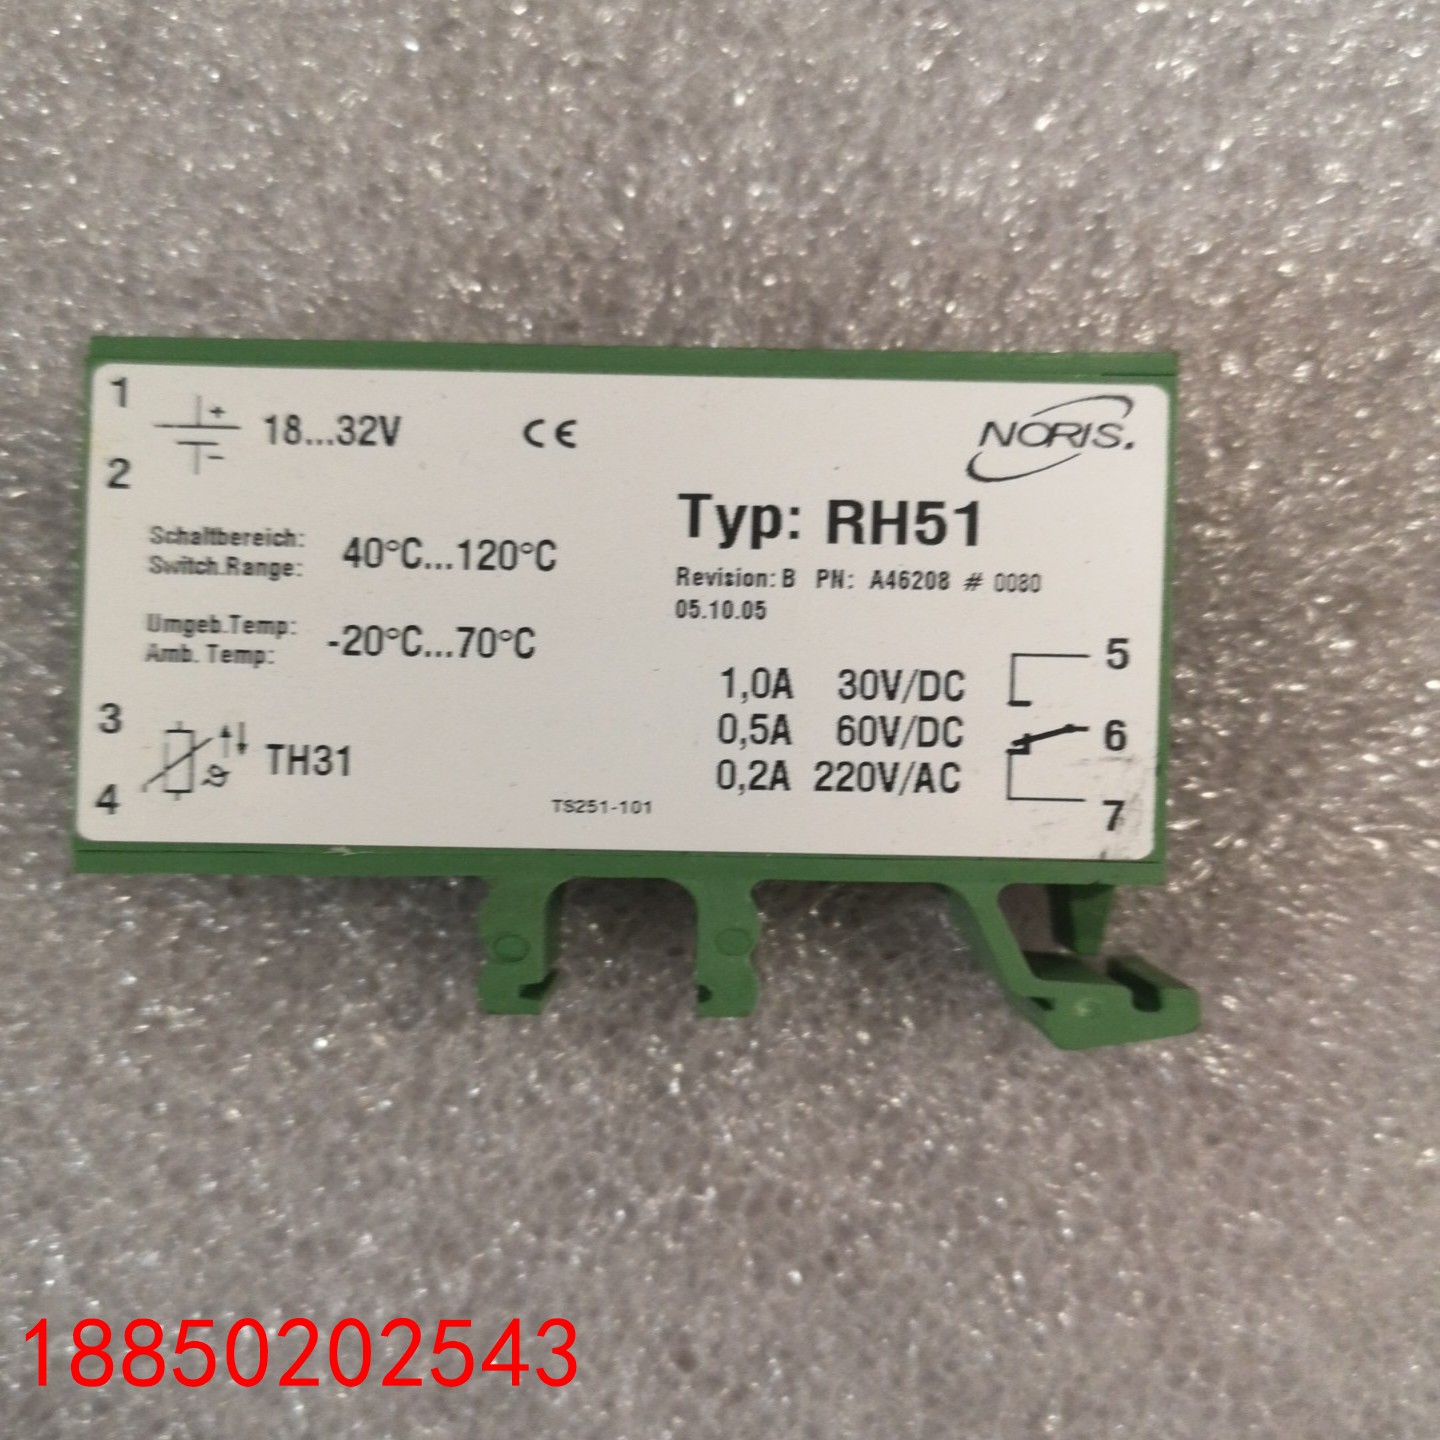 1
+
18...32V
CE
NORIS.
2
-
Typ: RH51
Schaltbereich:
Switch.Range:
40°C...120°C
Revision: B PN: A46208 # 0080
05.10.05
Umgeb.Temp:
Amb. Temp:
-20°C...70°C
1,0A 30V/DC
0,5A 60V/DC
0,2A 220V/AC
5
6
7
3
4
ϑ
TH31
TS251-101
18850202543